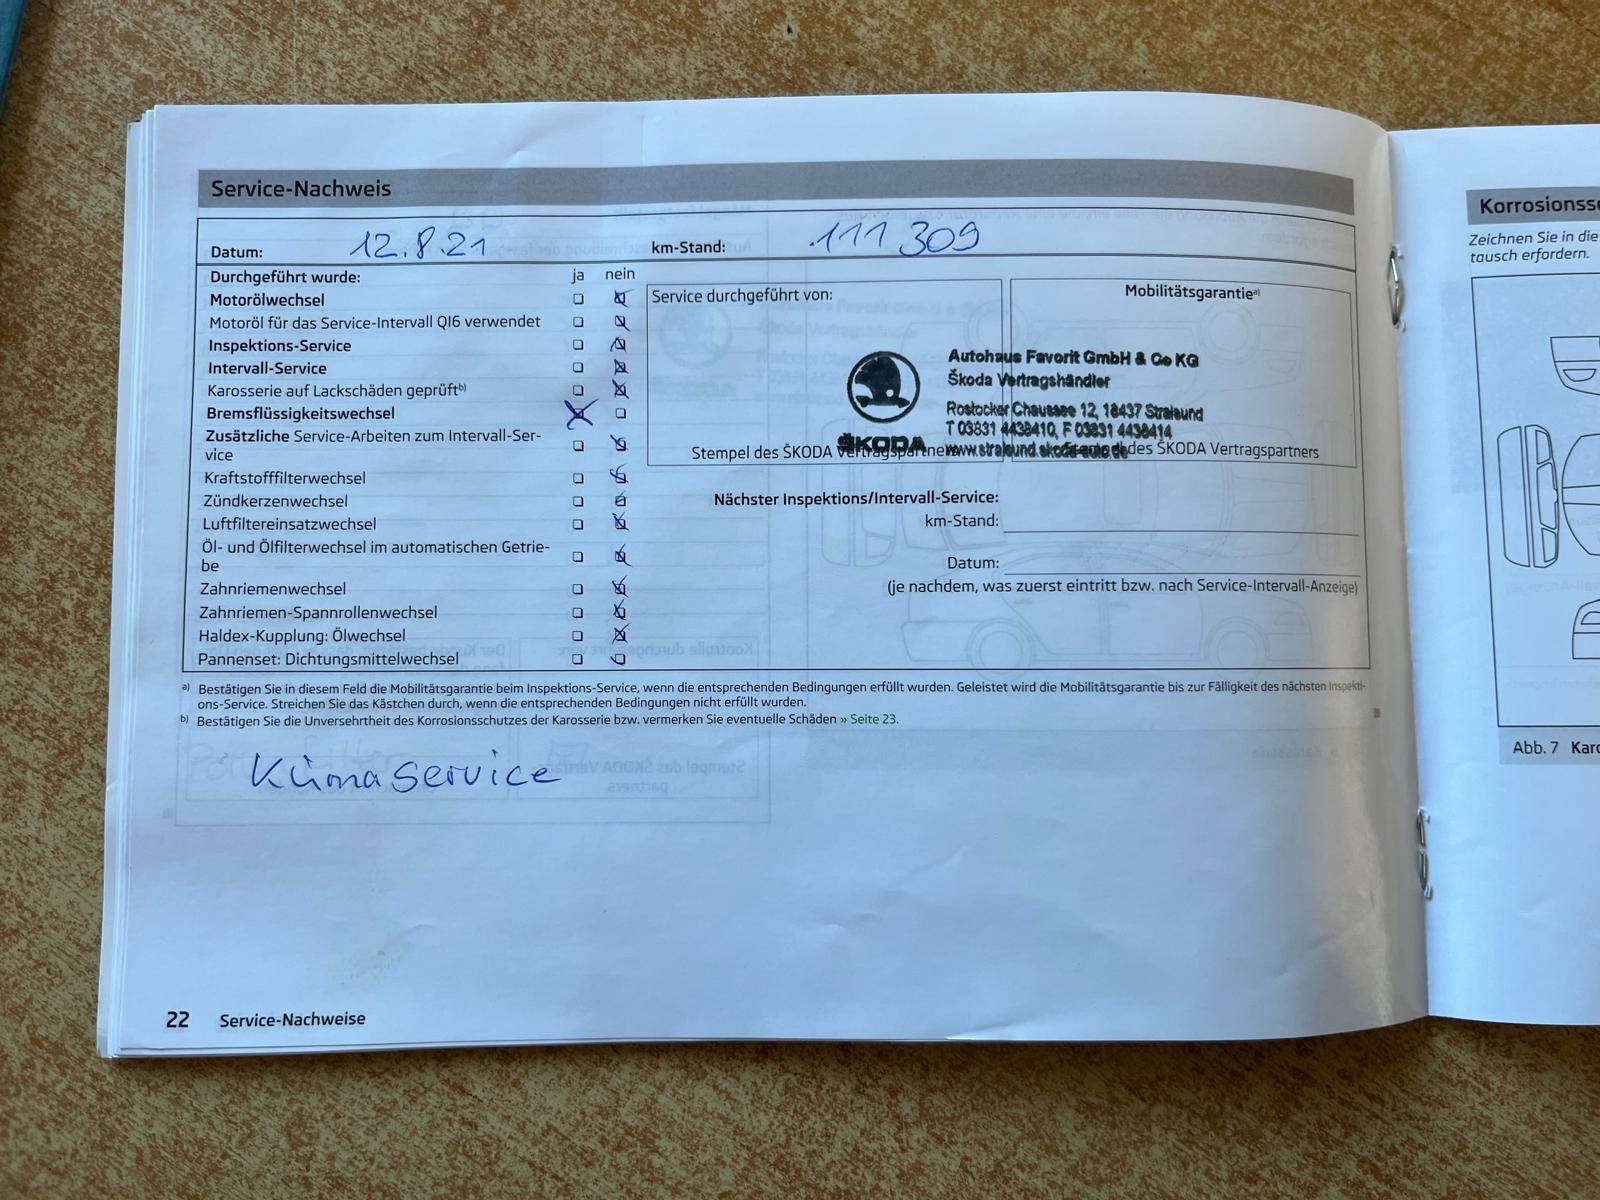 Service-Nachweis
Datum: 12.8.21 km-Stand: 111 309
Durchgeführt wurde: ja nein
Motorölwechsel
Motoröl für das Service-Intervall QI6 verwendet
Inspektions-Service
Intervall-Service
Karosserie auf Lackschäden geprüftb)
Bremsflüssigkeitswechsel
Zusätzliche Service-Arbeiten zum Intervall-Ser-
vice
Kraftstofffilterwechsel
Zündkerzenwechsel
Luftfiltereinsatzwechsel
Öl- und Ölfilterwechsel im automatischen Getrie-
be
Zahnriemenwechsel
Zahnriemen-Spannrollenwechsel
Haldex-Kupplung: Ölwechsel
Pannenset: Dichtungsmittelwechsel
Service durchgeführt von:
Mobilitätsgarantiea)
Autohaus Favorit GmbH & Co KG
Škoda Vertragshändler
Rostocker Chaussee 12, 18437 Stralsund
T 03831 4438410, F 03831 4438414
www.stralsund.skoda-auto.de
ŠKODA
Stempel des ŠKODA Vertragspartners
des ŠKODA Vertragspartners
Nächster Inspektions/Intervall-Service:
km-Stand:
Datum:
(je nachdem, was zuerst eintritt bzw. nach Service-Intervall-Anzeige)
a) Bestätigen Sie in diesem Feld die Mobilitätsgarantie beim Inspektions-Service, wenn die entsprechenden Bedingungen erfüllt wurden. Geleistet wird die Mobilitätsgarantie bis zur Fälligkeit des nächsten Inspekti-
ons-Service. Streichen Sie das Kästchen durch, wenn die entsprechenden Bedingungen nicht erfüllt wurden.
b) Bestätigen Sie die Unversehrtheit des Korrosionsschutzes der Karosserie bzw. vermerken Sie eventuelle Schäden » Seite 23.
Klimaservice
22 Service-Nachweise
Korrosionss
Zeichnen Sie in die
tausch erfordern.
Abb. 7 Karo